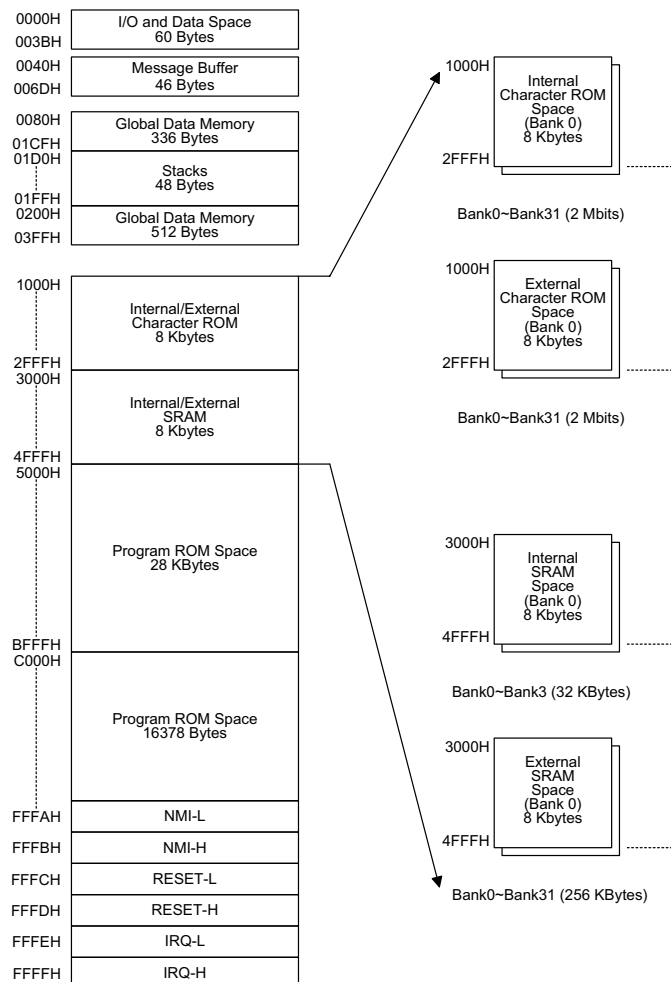 0000H
I/O and Data Space
60 Bytes
003BH
0040H
Message Buffer
46 Bytes
006DH
0080H
Global Data Memory
336 Bytes
01CFH
01D0H
Stacks
48 Bytes
01FFH
0200H
Global Data Memory
512 Bytes
03FFH
1000H
Internal/External
Character ROM
8 Kbytes
2FFFH
3000H
Internal/External
SRAM
8 Kbytes
4FFFH
5000H
Program ROM Space
28 KBytes
BFFFH
C000H
Program ROM Space
16378 Bytes
FFFAH
NMI-L
FFFBH
NMI-H
FFFCH
RESET-L
FFFDH
RESET-H
FFFEH
IRQ-L
FFFFH
IRQ-H
1000H
Internal
Character ROM
Space
(Bank 0)
8 Kbytes
2FFFH
Bank0~Bank31 (2 Mbits)
1000H
External
Character ROM
Space
(Bank 0)
8 Kbytes
2FFFH
Bank0~Bank31 (2 Mbits)
3000H
Internal
SRAM
Space
(Bank 0)
8 Kbytes
4FFFH
Bank0~Bank3 (32 KBytes)
3000H
External
SRAM
Space
(Bank 0)
8 Kbytes
4FFFH
Bank0~Bank31 (256 KBytes)